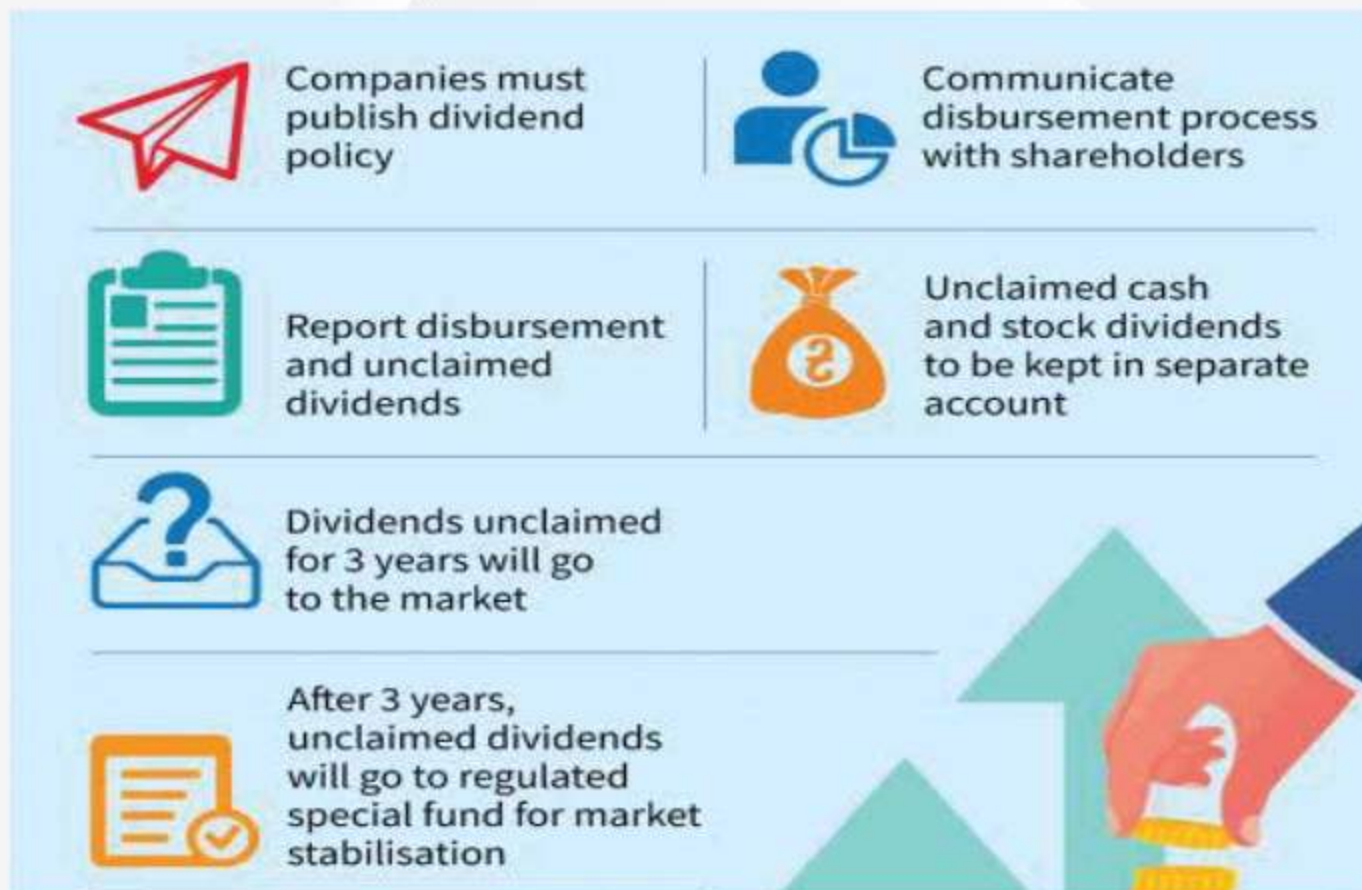 Companies must
publish dividend
policy
Communicate
disbursement process
with shareholders
Report disbursement
and unclaimed
dividends
Unclaimed cash
and stock dividends
to be kept in separate
account
Dividends unclaimed
for 3 years will go
to the market
After 3 years,
unclaimed dividends
will go to regulated
special fund for market
stabilisation